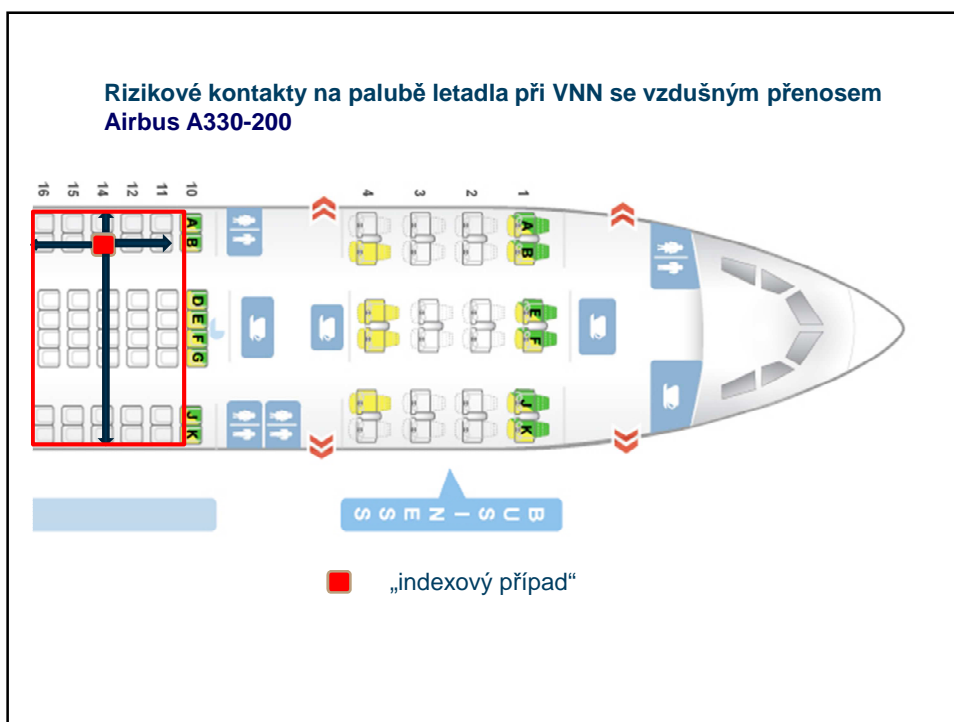 Rizikové kontakty na palubě letadla při VNN se vzdušným přenosem
Airbus A330-200
16 15 14 12 11 10 4 3 2 1
A A
B B
D
E E
F F
G
J J
K K
BUSINESS
„indexový případ“